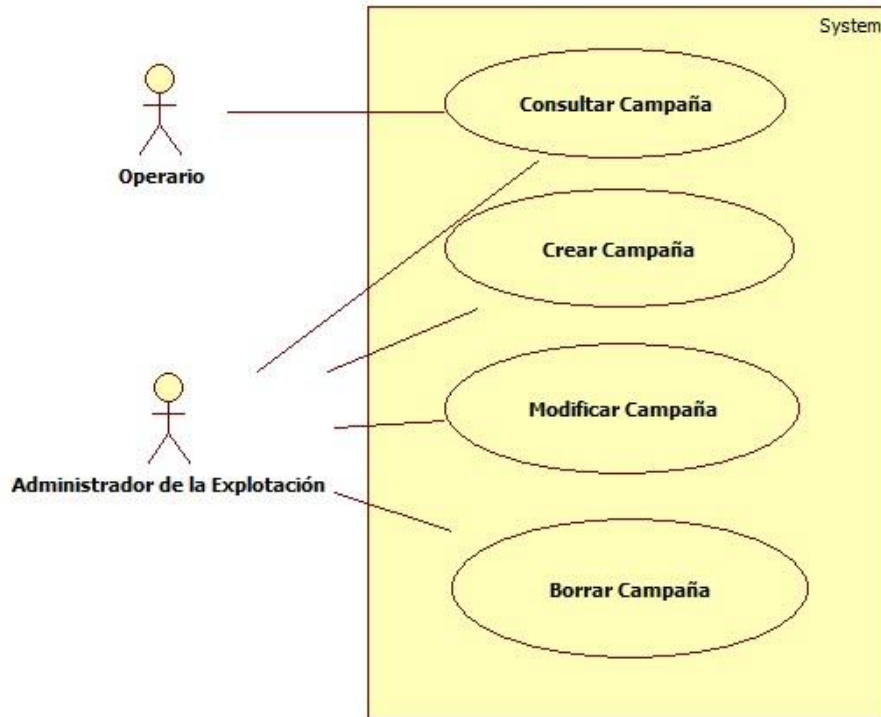 System
Consultar Campaña
Operario
Crear Campaña
Modificar Campaña
Administrador de la Explotación
Borrar Campaña